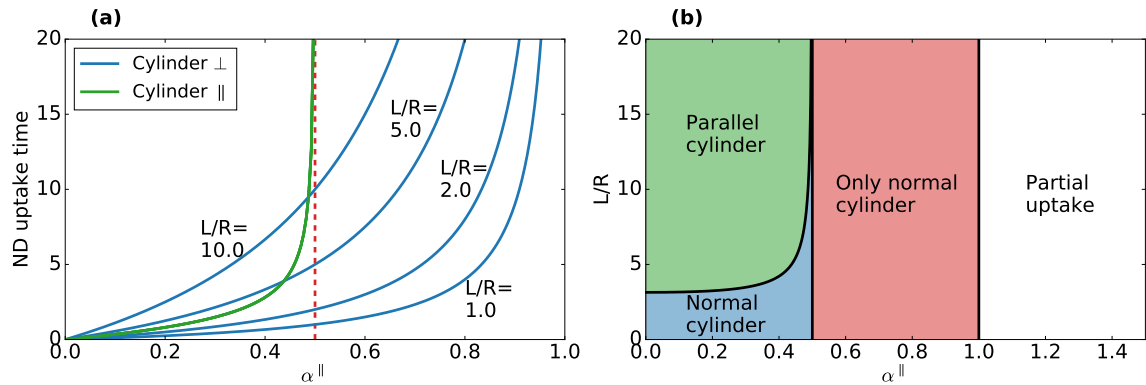 (a)
20
15
10
5
0
0.0 0.2 0.4 0.6 0.8 1.0
ND uptake time
α^∥
Cylinder ⊥
Cylinder ∥
L/R=
10.0
L/R=
5.0
L/R=
2.0
L/R=
1.0
(b)
20
15
10
5
0
0.0 0.2 0.4 0.6 0.8 1.0 1.2 1.4
L/R
α^∥
Parallel
cylinder
Normal
cylinder
Only normal
cylinder
Partial
uptake